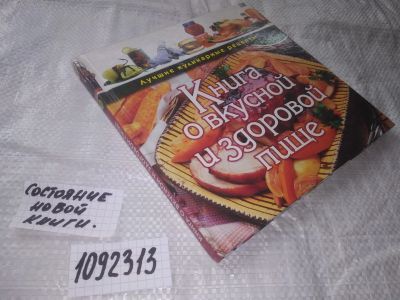 Лучшие кулинарные рецепты
Книга
о вкусной
и здоровой
пище
СОСТОЯНИЕ
НОВОЙ
КНИГИ.
1092313